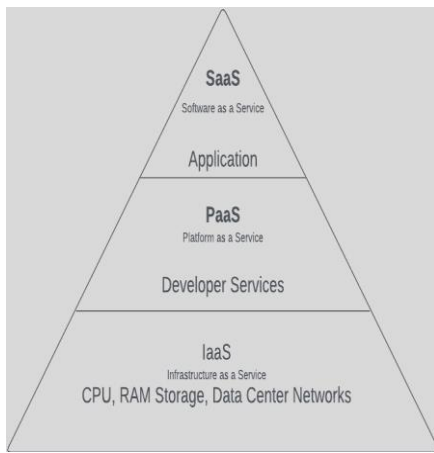 SaaS
Software as a Service
Application
PaaS
Platform as a Service
Developer Services
IaaS
Infrastructure as a Service
CPU, RAM Storage, Data Center Networks